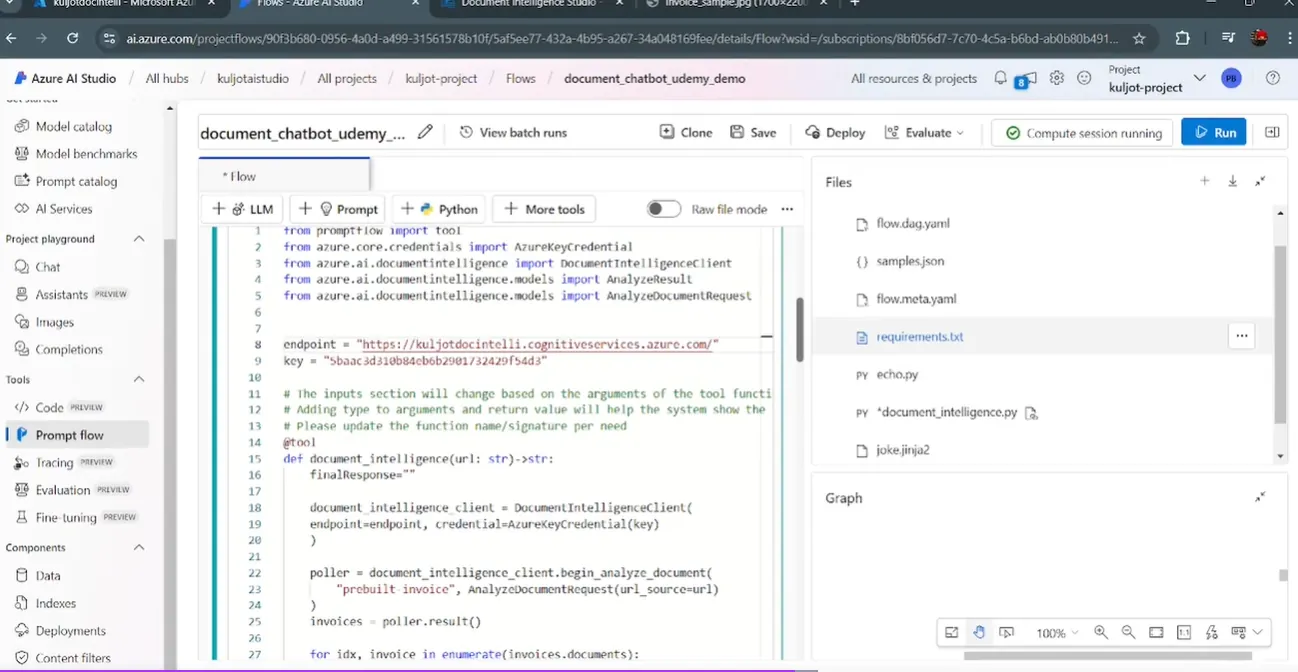 kuljotdocintelli - Microsoft Azu
Flows - Azure AI Studio
Document Intelligence Studio -
invoice_sample.jpg (1700×220
ai.azure.com/projectflows/90f3b680-0956-4a0d-a499-31561578b10f/5af5ee77-432a-4b95-a267-34a048169fee/details/Flow?wsid=/subscriptions/8bf056d7-7c70-4c5a-b6bd-ab0b80b491...
Azure AI Studio / All hubs / kuljotaistudio / All projects / kuljot-project / Flows / document_chatbot_udemy_demo
All resources & projects
8
Project
kuljot-project
PB
Get started
Model catalog
Model benchmarks
Prompt catalog
AI Services
Project playground
Chat
Assistants PREVIEW
Images
Completions
Tools
Code PREVIEW
Prompt flow
Tracing PREVIEW
Evaluation PREVIEW
Fine-tuning PREVIEW
Components
Data
Indexes
Deployments
Content filters
document_chatbot_udemy_...
View batch runs
Clone
Save
Deploy
Evaluate
Compute session running
Run
* Flow
+ LLM
+ Prompt
+ Python
+ More tools
Raw file mode
...
1 from promptflow import tool
2 from azure.core.credentials import AzureKeyCredential
3 from azure.ai.documentintelligence import DocumentIntelligenceClient
4 from azure.ai.documentintelligence.models import AnalyzeResult
5 from azure.ai.documentintelligence.models import AnalyzeDocumentRequest
6
7
8 endpoint = "https://kuljotdocintelli.cognitiveservices.azure.com/"
9 key = "5baac3d310b84eb6b2901732429f54d3"
10
11 # The inputs section will change based on the arguments of the tool functi
12 # Adding type to arguments and return value will help the system show the
13 # Please update the function name/signature per need
14 @tool
15 def document_intelligence(url: str)->str:
16 finalResponse=""
17
18 document_intelligence_client = DocumentIntelligenceClient(
19 endpoint=endpoint, credential=AzureKeyCredential(key)
20 )
21
22 poller = document_intelligence_client.begin_analyze_document(
23 "prebuilt-invoice", AnalyzeDocumentRequest(url_source=url)
24 )
25 invoices = poller.result()
26
27 for idx, invoice in enumerate(invoices.documents):
Files
flow.dag.yaml
{} samples.json
flow.meta.yaml
requirements.txt
...
PY echo.py
PY *document_intelligence.py
joke.jinja2
Graph
100%
1:1